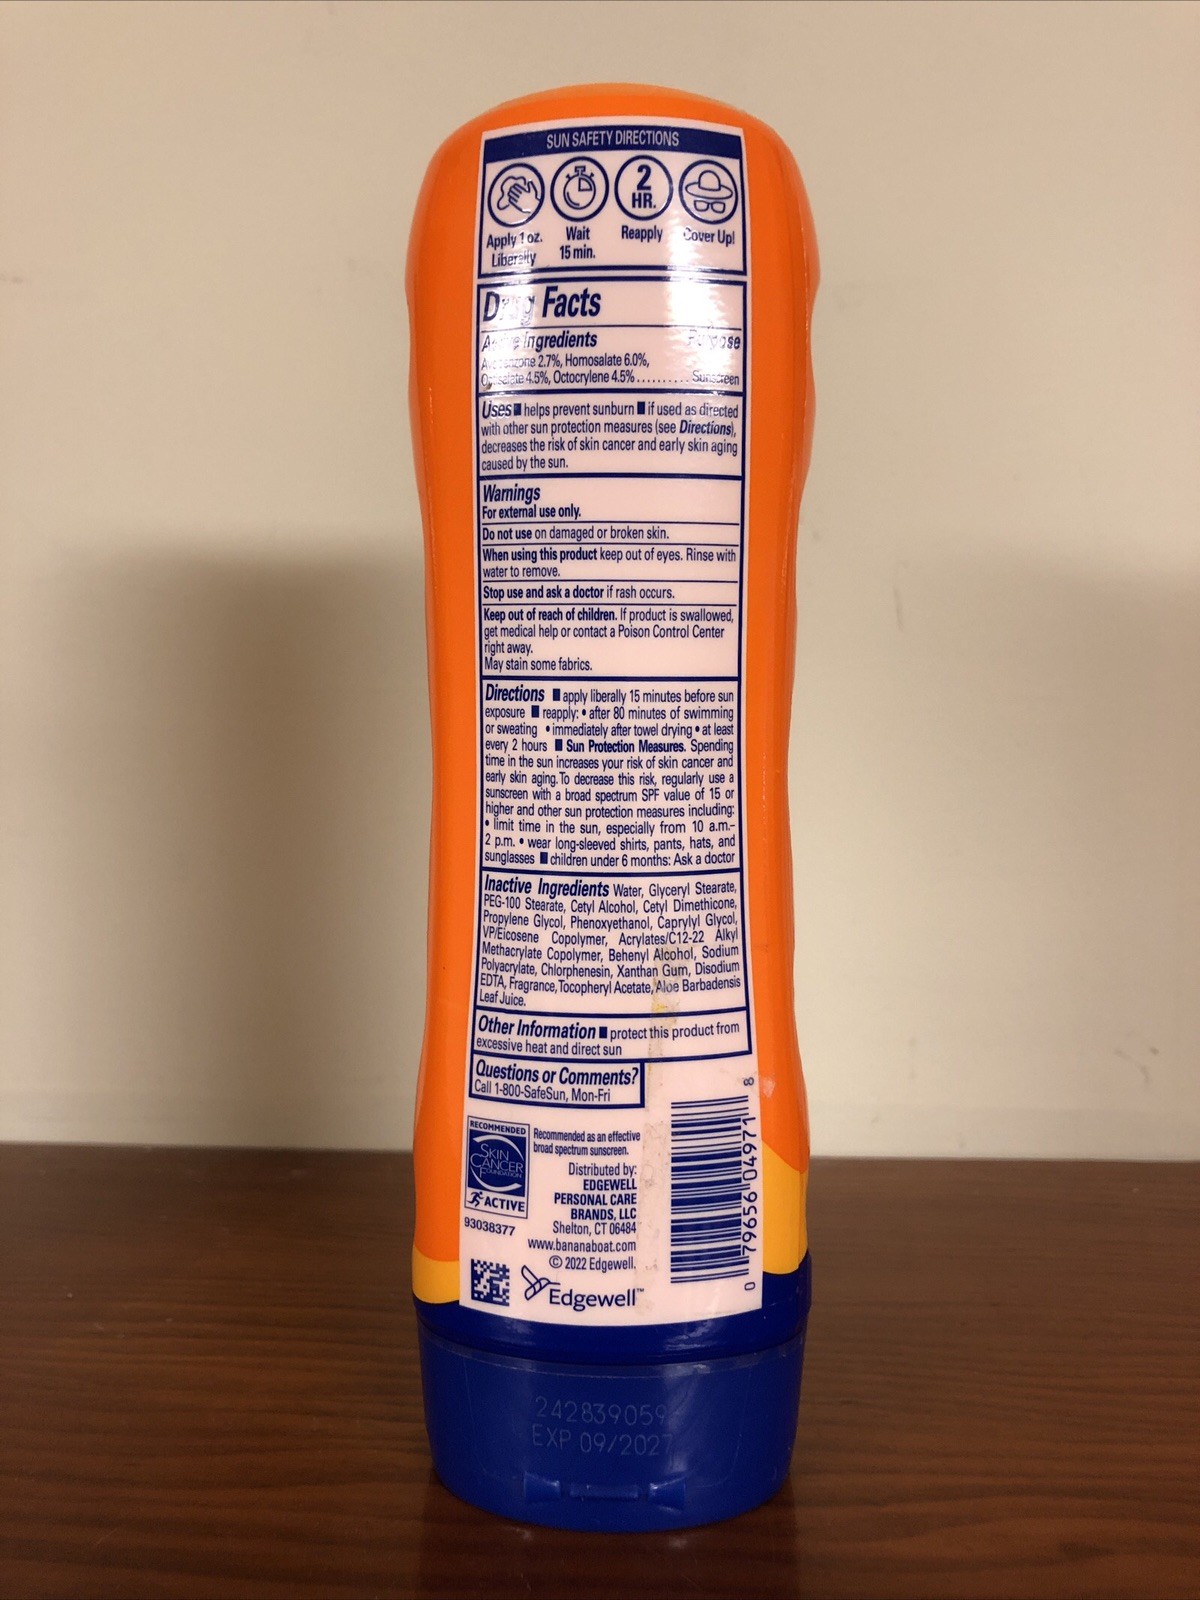 SUN SAFETY DIRECTIONS
Apply 1 oz.
Liberally
Wait
15 min.
2
HR.
Reapply
Cover Up!
Drug Facts
Active Ingredients Purpose
Avobenzone 2.7%, Homosalate 6.0%,
Octisalate 4.5%, Octocrylene 4.5%.......... Sunscreen
Uses ■ helps prevent sunburn ■ if used as directed
with other sun protection measures (see Directions),
decreases the risk of skin cancer and early skin aging
caused by the sun.
Warnings
For external use only.
Do not use on damaged or broken skin.
When using this product keep out of eyes. Rinse with
water to remove.
Stop use and ask a doctor if rash occurs.
Keep out of reach of children. If product is swallowed,
get medical help or contact a Poison Control Center
right away.
May stain some fabrics.
Directions ■ apply liberally 15 minutes before sun
exposure ■ reapply: • after 80 minutes of swimming
or sweating • immediately after towel drying • at least
every 2 hours ■ Sun Protection Measures. Spending
time in the sun increases your risk of skin cancer and
early skin aging. To decrease this risk, regularly use a
sunscreen with a broad spectrum SPF value of 15 or
higher and other sun protection measures including:
• limit time in the sun, especially from 10 a.m.–
2 p.m. • wear long-sleeved shirts, pants, hats, and
sunglasses ■ children under 6 months: Ask a doctor
Inactive Ingredients Water, Glyceryl Stearate,
PEG-100 Stearate, Cetyl Alcohol, Cetyl Dimethicone,
Propylene Glycol, Phenoxyethanol, Caprylyl Glycol,
VP/Eicosene Copolymer, Acrylates/C12-22 Alkyl
Methacrylate Copolymer, Behenyl Alcohol, Sodium
Polyacrylate, Chlorphenesin, Xanthan Gum, Disodium
EDTA, Fragrance, Tocopheryl Acetate, Aloe Barbadensis
Leaf Juice.
Other Information ■ protect this product from
excessive heat and direct sun
Questions or Comments?
Call 1-800-SafeSun, Mon-Fri
RECOMMENDED
SKIN
CANCER
FOUNDATION
ACTIVE
93038377
Recommended as an effective
broad spectrum sunscreen.
Distributed by:
EDGEWELL
PERSONAL CARE
BRANDS, LLC
Shelton, CT 06484
www.bananaboat.com
© 2022 Edgewell.
Edgewell™
0 79656 04971 8
242839059
EXP 09/2027